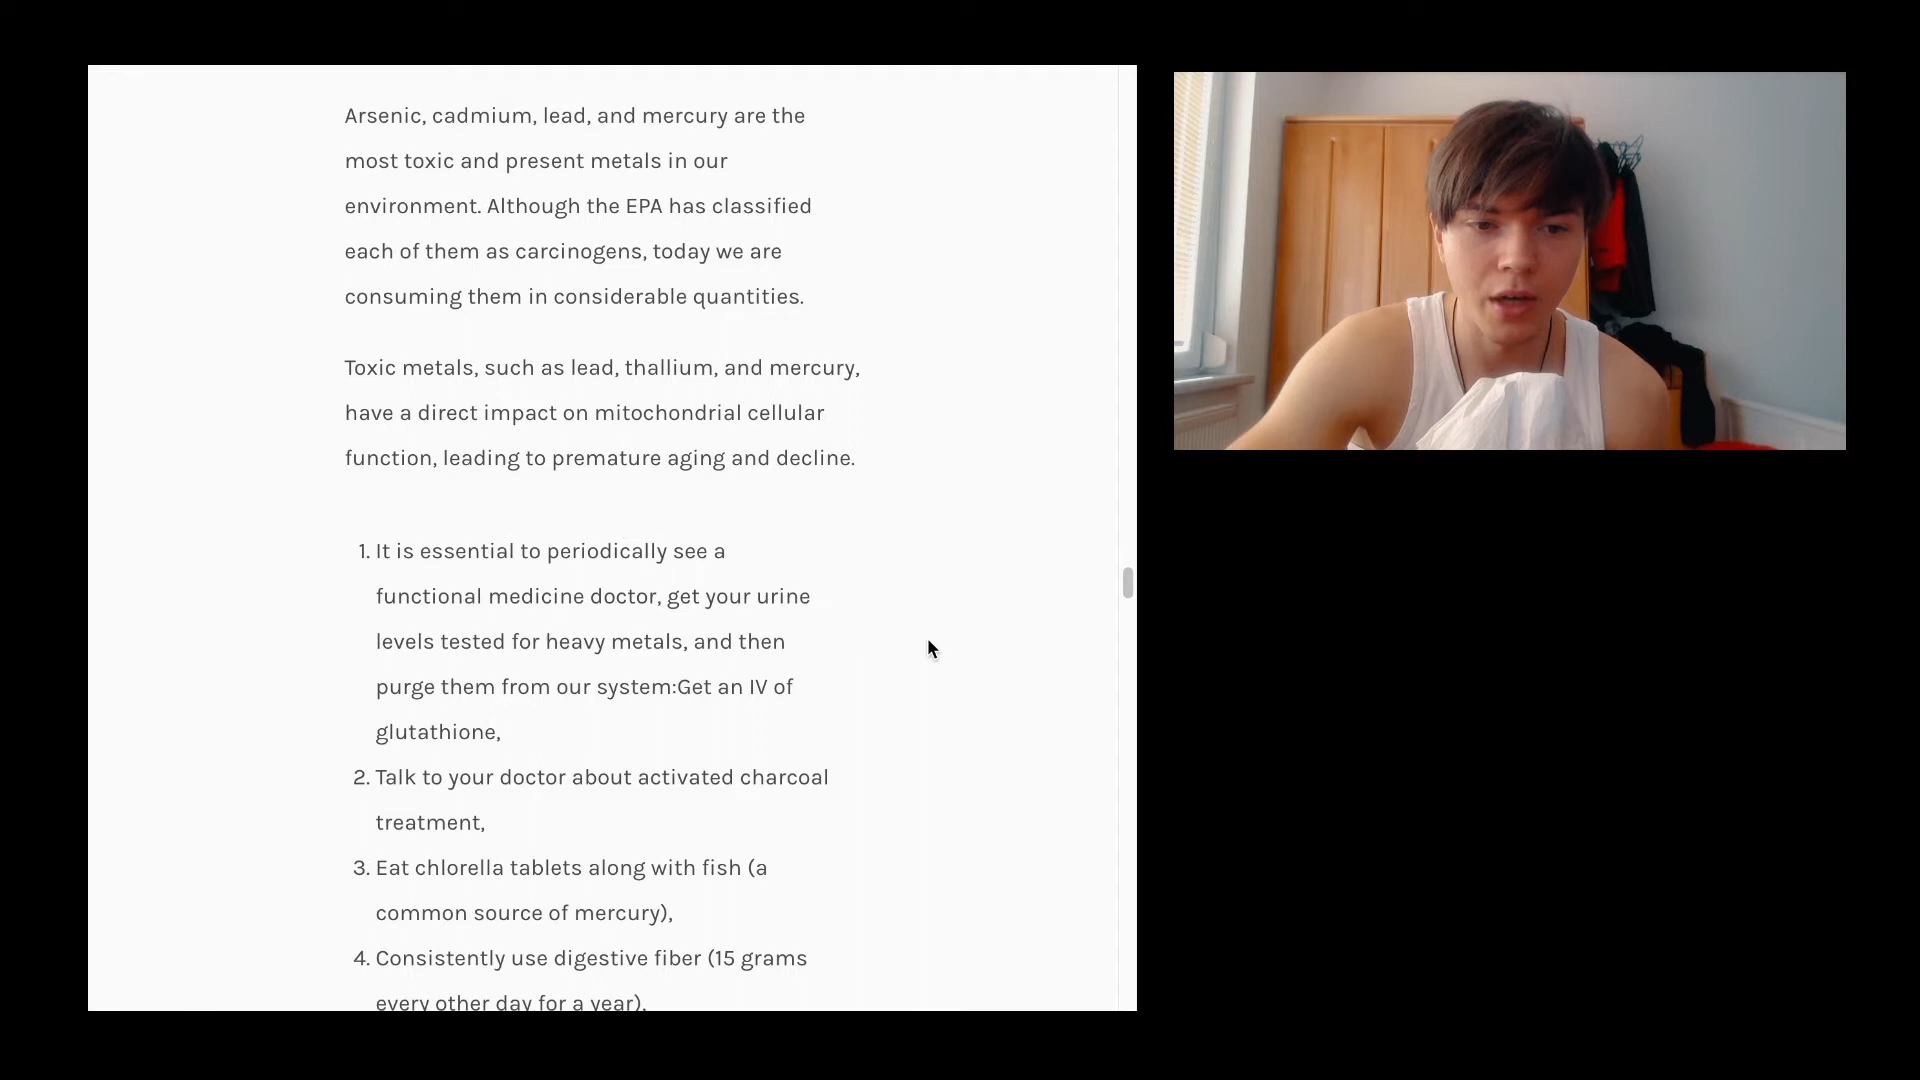 Arsenic, cadmium, lead, and mercury are the
most toxic and present metals in our
environment. Although the EPA has classified
each of them as carcinogens, today we are
consuming them in considerable quantities.
Toxic metals, such as lead, thallium, and mercury,
have a direct impact on mitochondrial cellular
function, leading to premature aging and decline.
1. It is essential to periodically see a
functional medicine doctor, get your urine
levels tested for heavy metals, and then
purge them from our system:Get an IV of
glutathione,
2. Talk to your doctor about activated charcoal
treatment,
3. Eat chlorella tablets along with fish (a
common source of mercury),
4. Consistently use digestive fiber (15 grams
every other day for a year),